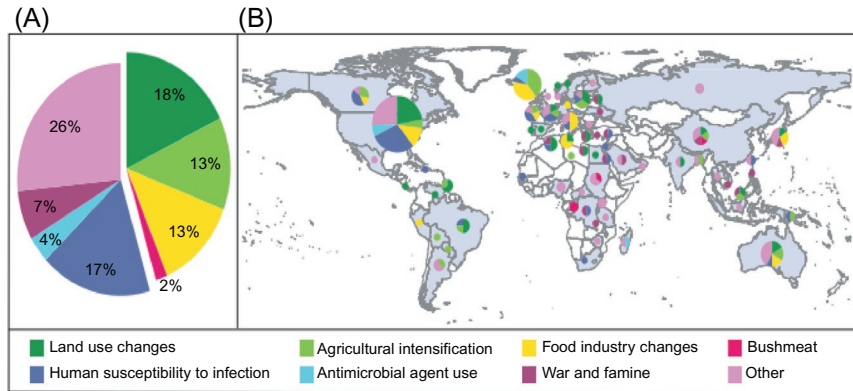 (A)
(B)
18%
26%
13%
7%
13%
4%
17%
2%
Land use changes
Agricultural intensification
Food industry changes
Bushmeat
Human susceptibility to infection
Antimicrobial agent use
War and famine
Other